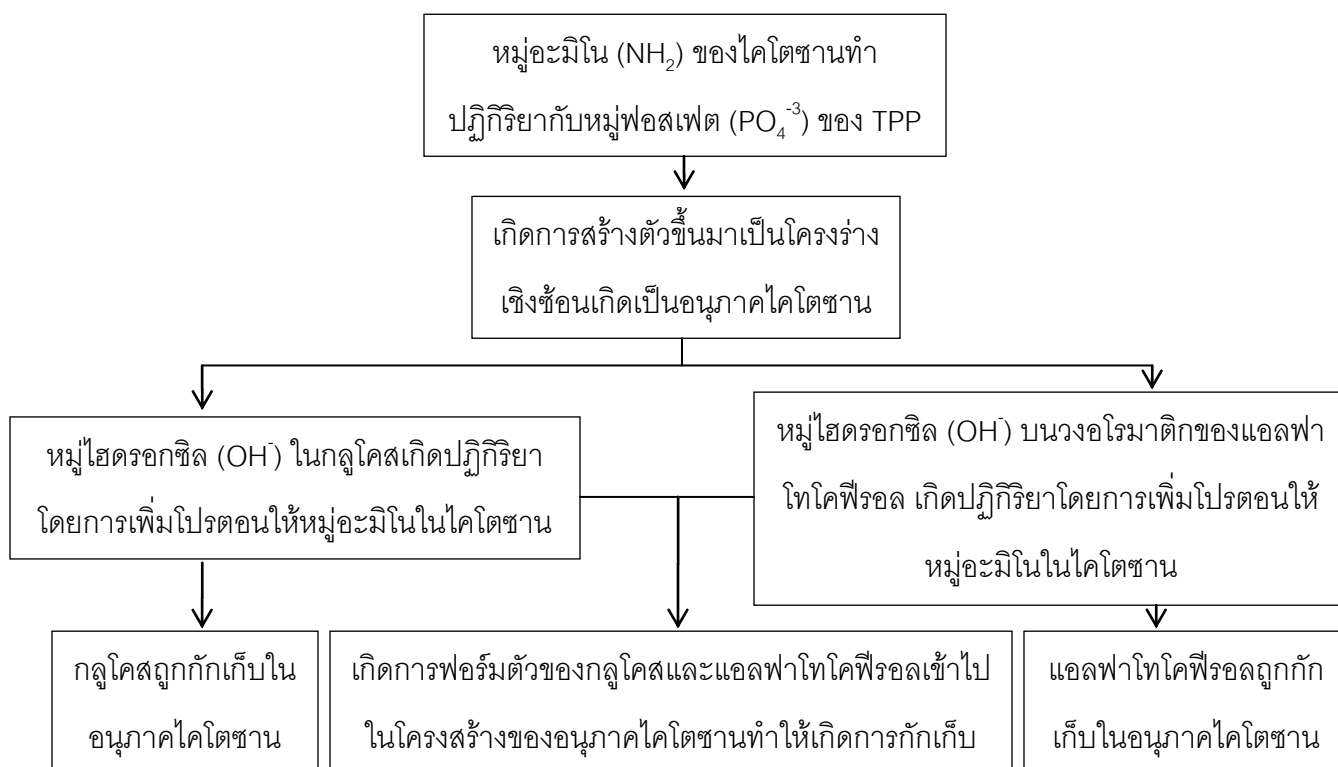 หมู่อะมิโน (NH₂) ของไคโตซานทำ
ปฏิกิริยากับหมู่ฟอสเฟต (PO₄⁻³) ของ TPP
เกิดการสร้างตัวขึ้นมาเป็นโครงร่าง
เชิงซ้อนเกิดเป็นอนุภาคไคโตซาน
หมู่ไฮดรอกซิล (OH⁻) ในกลูโคสเกิดปฏิกิริยา
โดยการเพิ่มโปรตอนให้หมู่อะมิโนในไคโตซาน
หมู่ไฮดรอกซิล (OH⁻) บนวงอโรมาติกของแอลฟา
โทโคฟีรอล เกิดปฏิกิริยาโดยการเพิ่มโปรตอนให้
หมู่อะมิโนในไคโตซาน
กลูโคสถูกกักเก็บใน
อนุภาคไคโตซาน
เกิดการฟอร์มตัวของกลูโคสและแอลฟาโทโคฟีรอลเข้าไป
ในโครงสร้างของอนุภาคไคโตซานทำให้เกิดการกักเก็บ
แอลฟาโทโคฟีรอลถูกกัก
เก็บในอนุภาคไคโตซาน